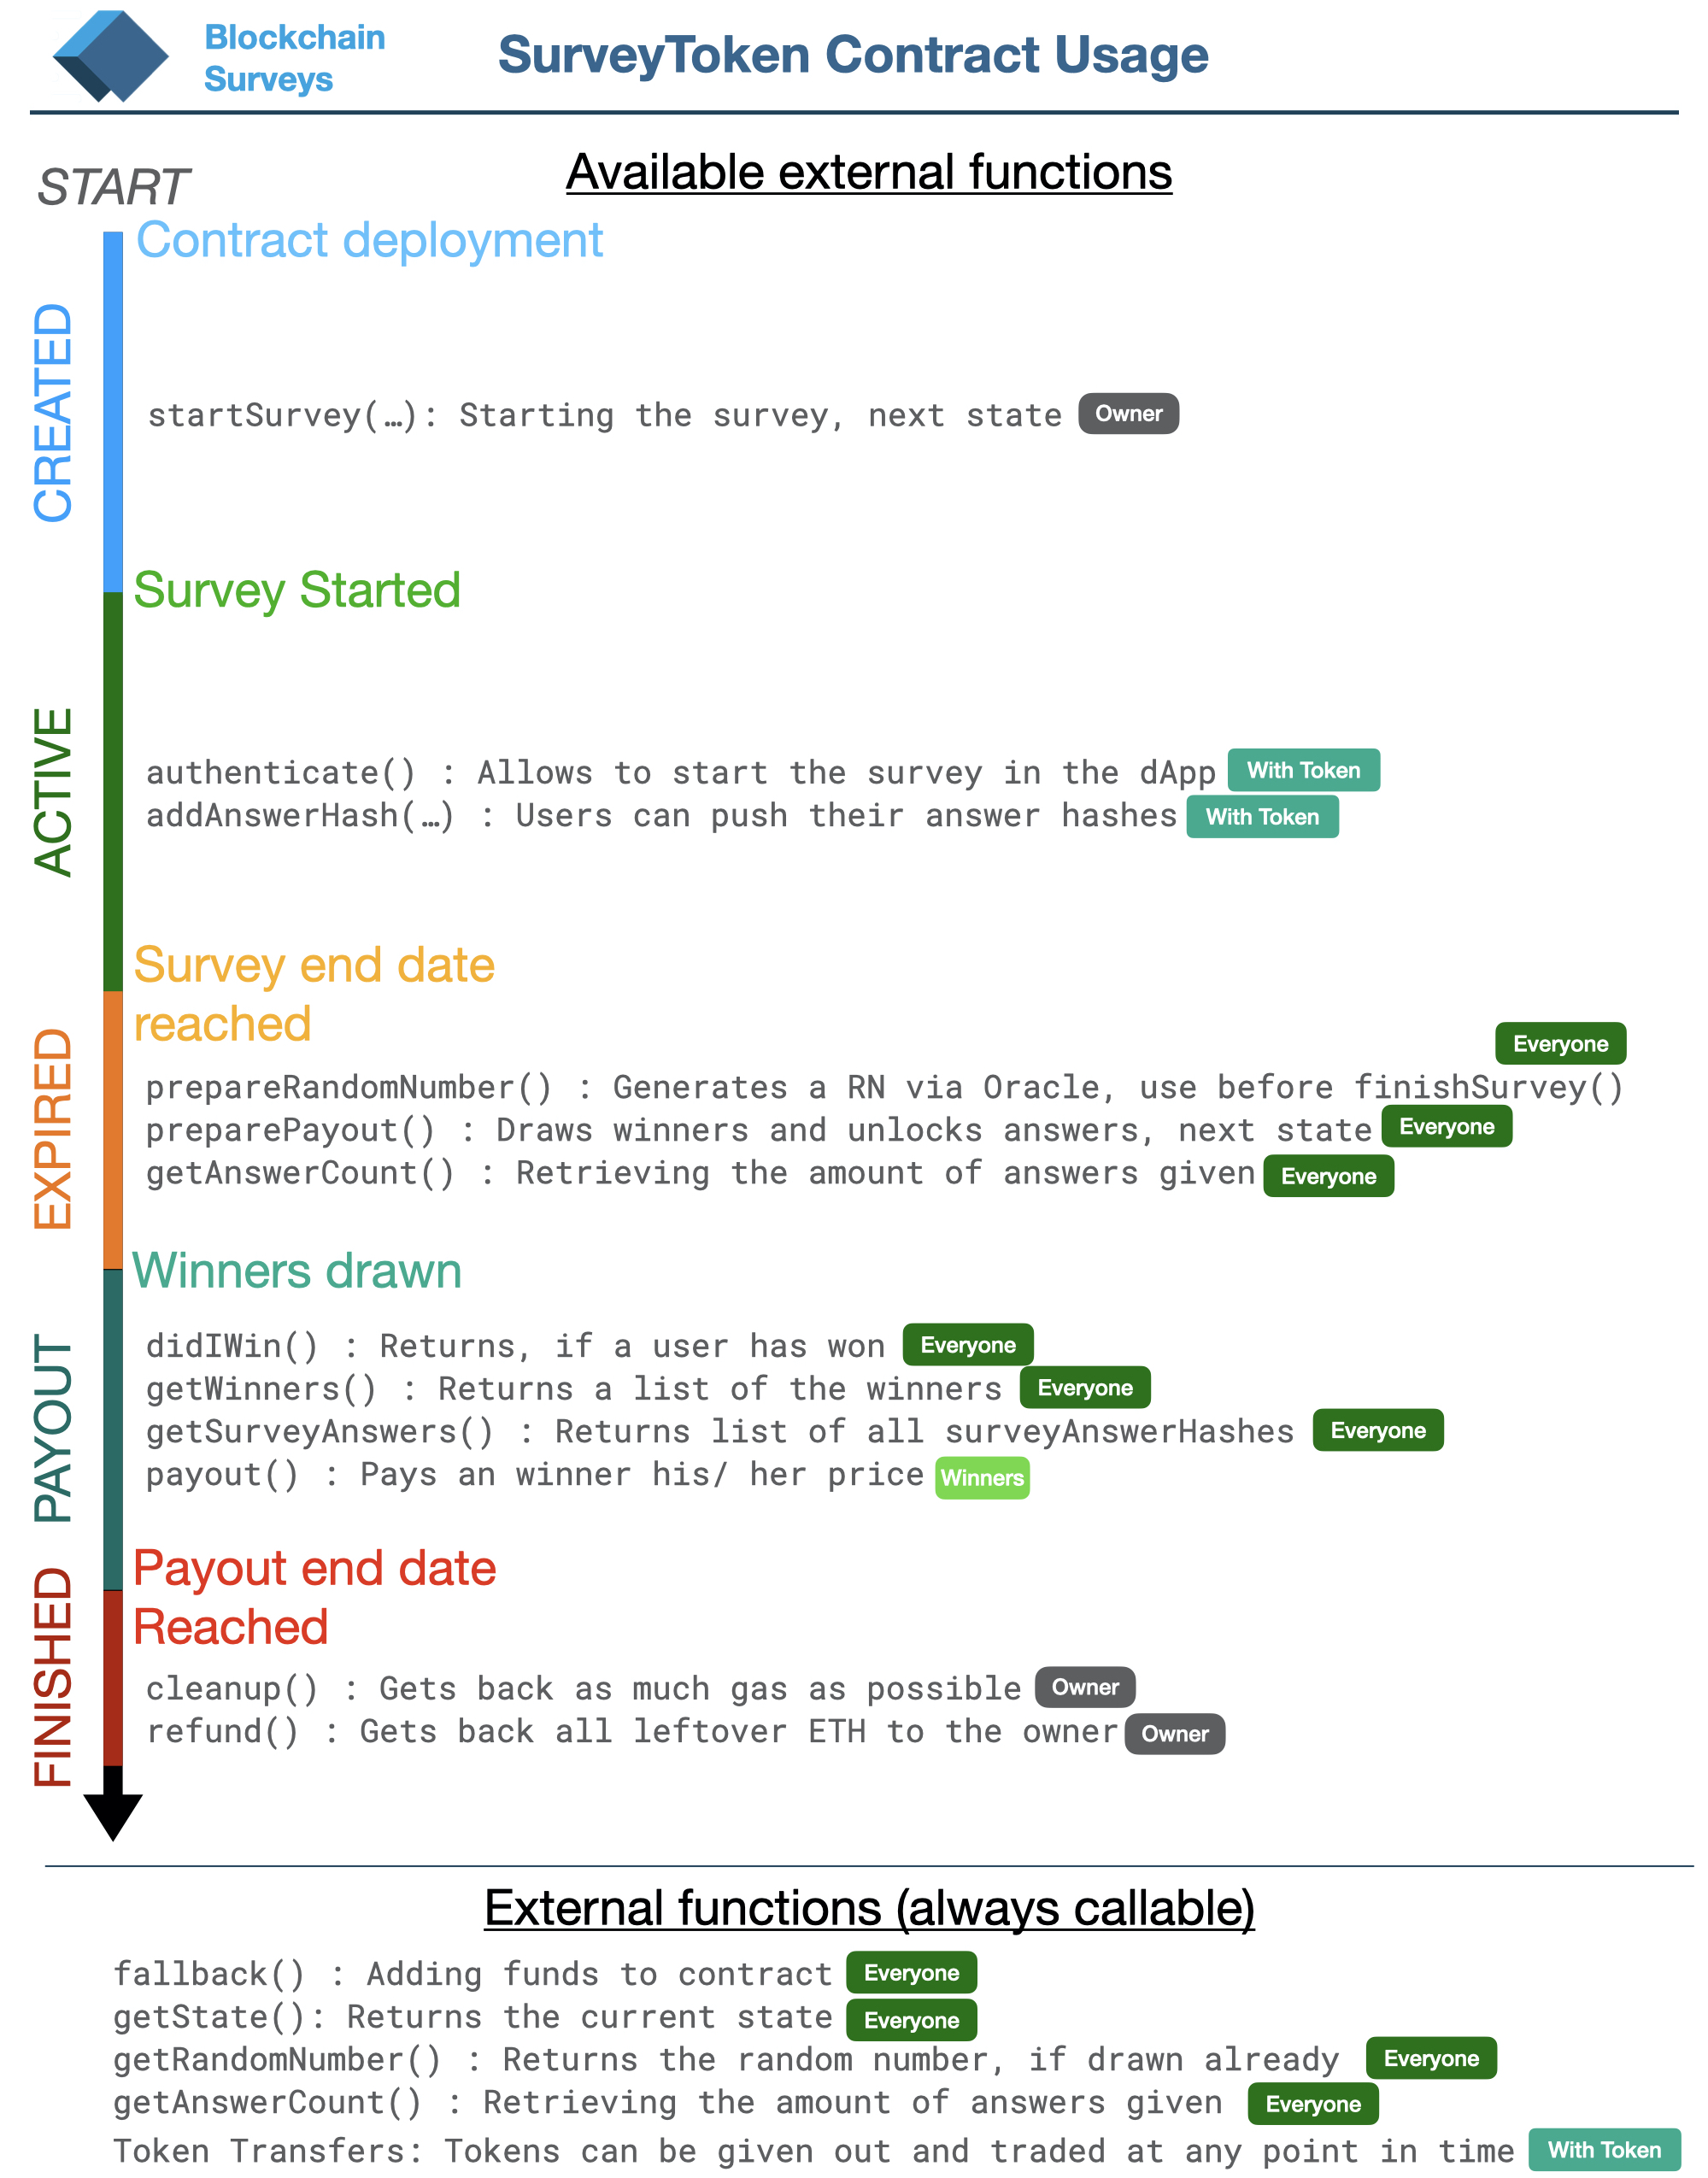 Blockchain
Surveys
SurveyToken Contract Usage
START
Available external functions
Contract deployment
CREATED
startSurvey(…): Starting the survey, next state Owner
Survey Started
ACTIVE
authenticate() : Allows to start the survey in the dApp With Token
addAnswerHash(…) : Users can push their answer hashes With Token
Survey end date
reached
EXPIRED
Everyone
prepareRandomNumber() : Generates a RN via Oracle, use before finishSurvey()
preparePayout() : Draws winners and unlocks answers, next state Everyone
getAnswerCount() : Retrieving the amount of answers given Everyone
Winners drawn
PAYOUT
didIWin() : Returns, if a user has won Everyone
getWinners() : Returns a list of the winners Everyone
getSurveyAnswers() : Returns list of all surveyAnswerHashes Everyone
payout() : Pays an winner his/ her price Winners
Payout end date
Reached
FINISHED
cleanup() : Gets back as much gas as possible Owner
refund() : Gets back all leftover ETH to the owner Owner
External functions (always callable)
fallback() : Adding funds to contract Everyone
getState(): Returns the current state Everyone
getRandomNumber() : Returns the random number, if drawn already Everyone
getAnswerCount() : Retrieving the amount of answers given Everyone
Token Transfers: Tokens can be given out and traded at any point in time With Token